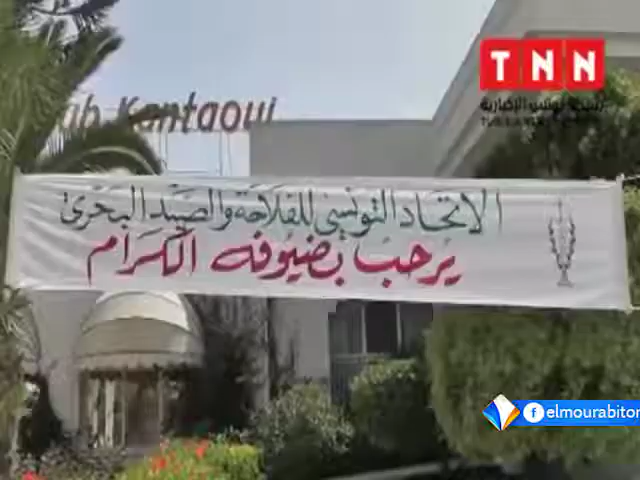 TNN
ab Kantaoui
الاتحاد التونسي للفلاحة والصيد البحري
يرحب بضيوفه الكرام
elmourabiton